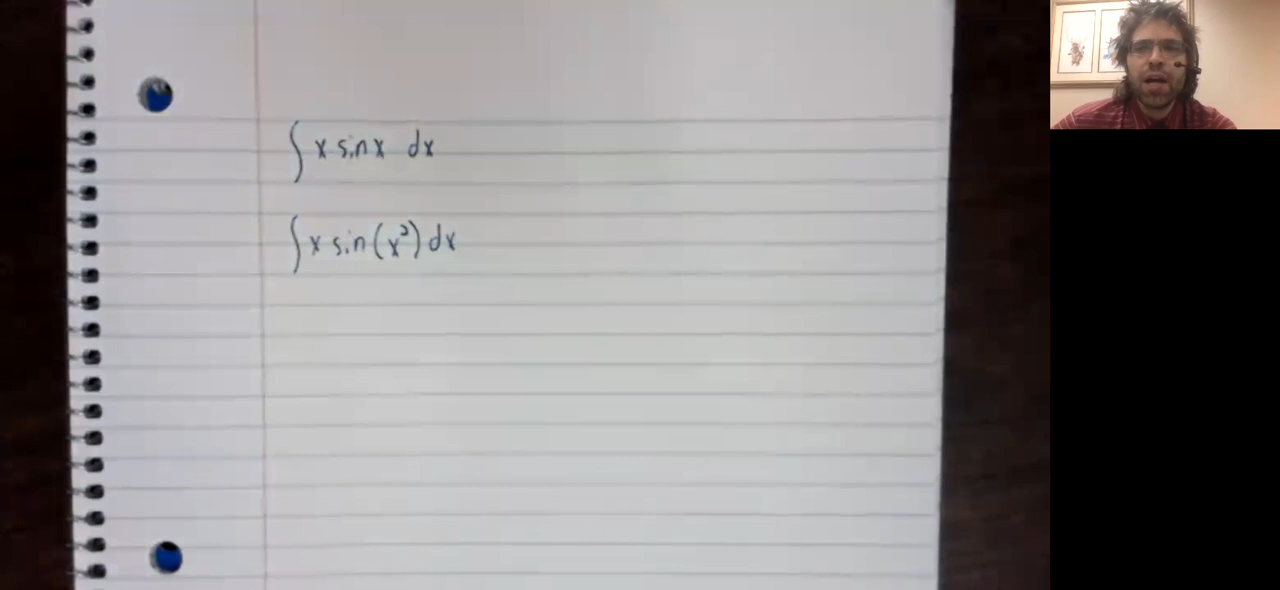 ∫ x sin x dx
∫ x sin(x²) dx